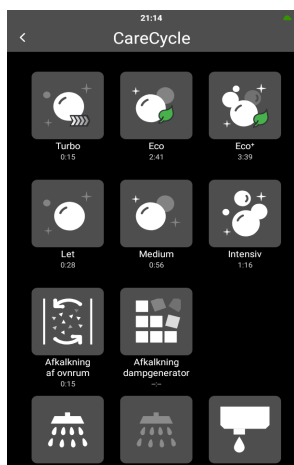 21:14
CareCycle
Turbo
0:15
Eco
2:41
Eco⁺
3:39
Let
0:28
Medium
0:56
Intensiv
1:16
Afkalkning
af ovnrum
0:15
Afkalkning
dampgenerator
-:-